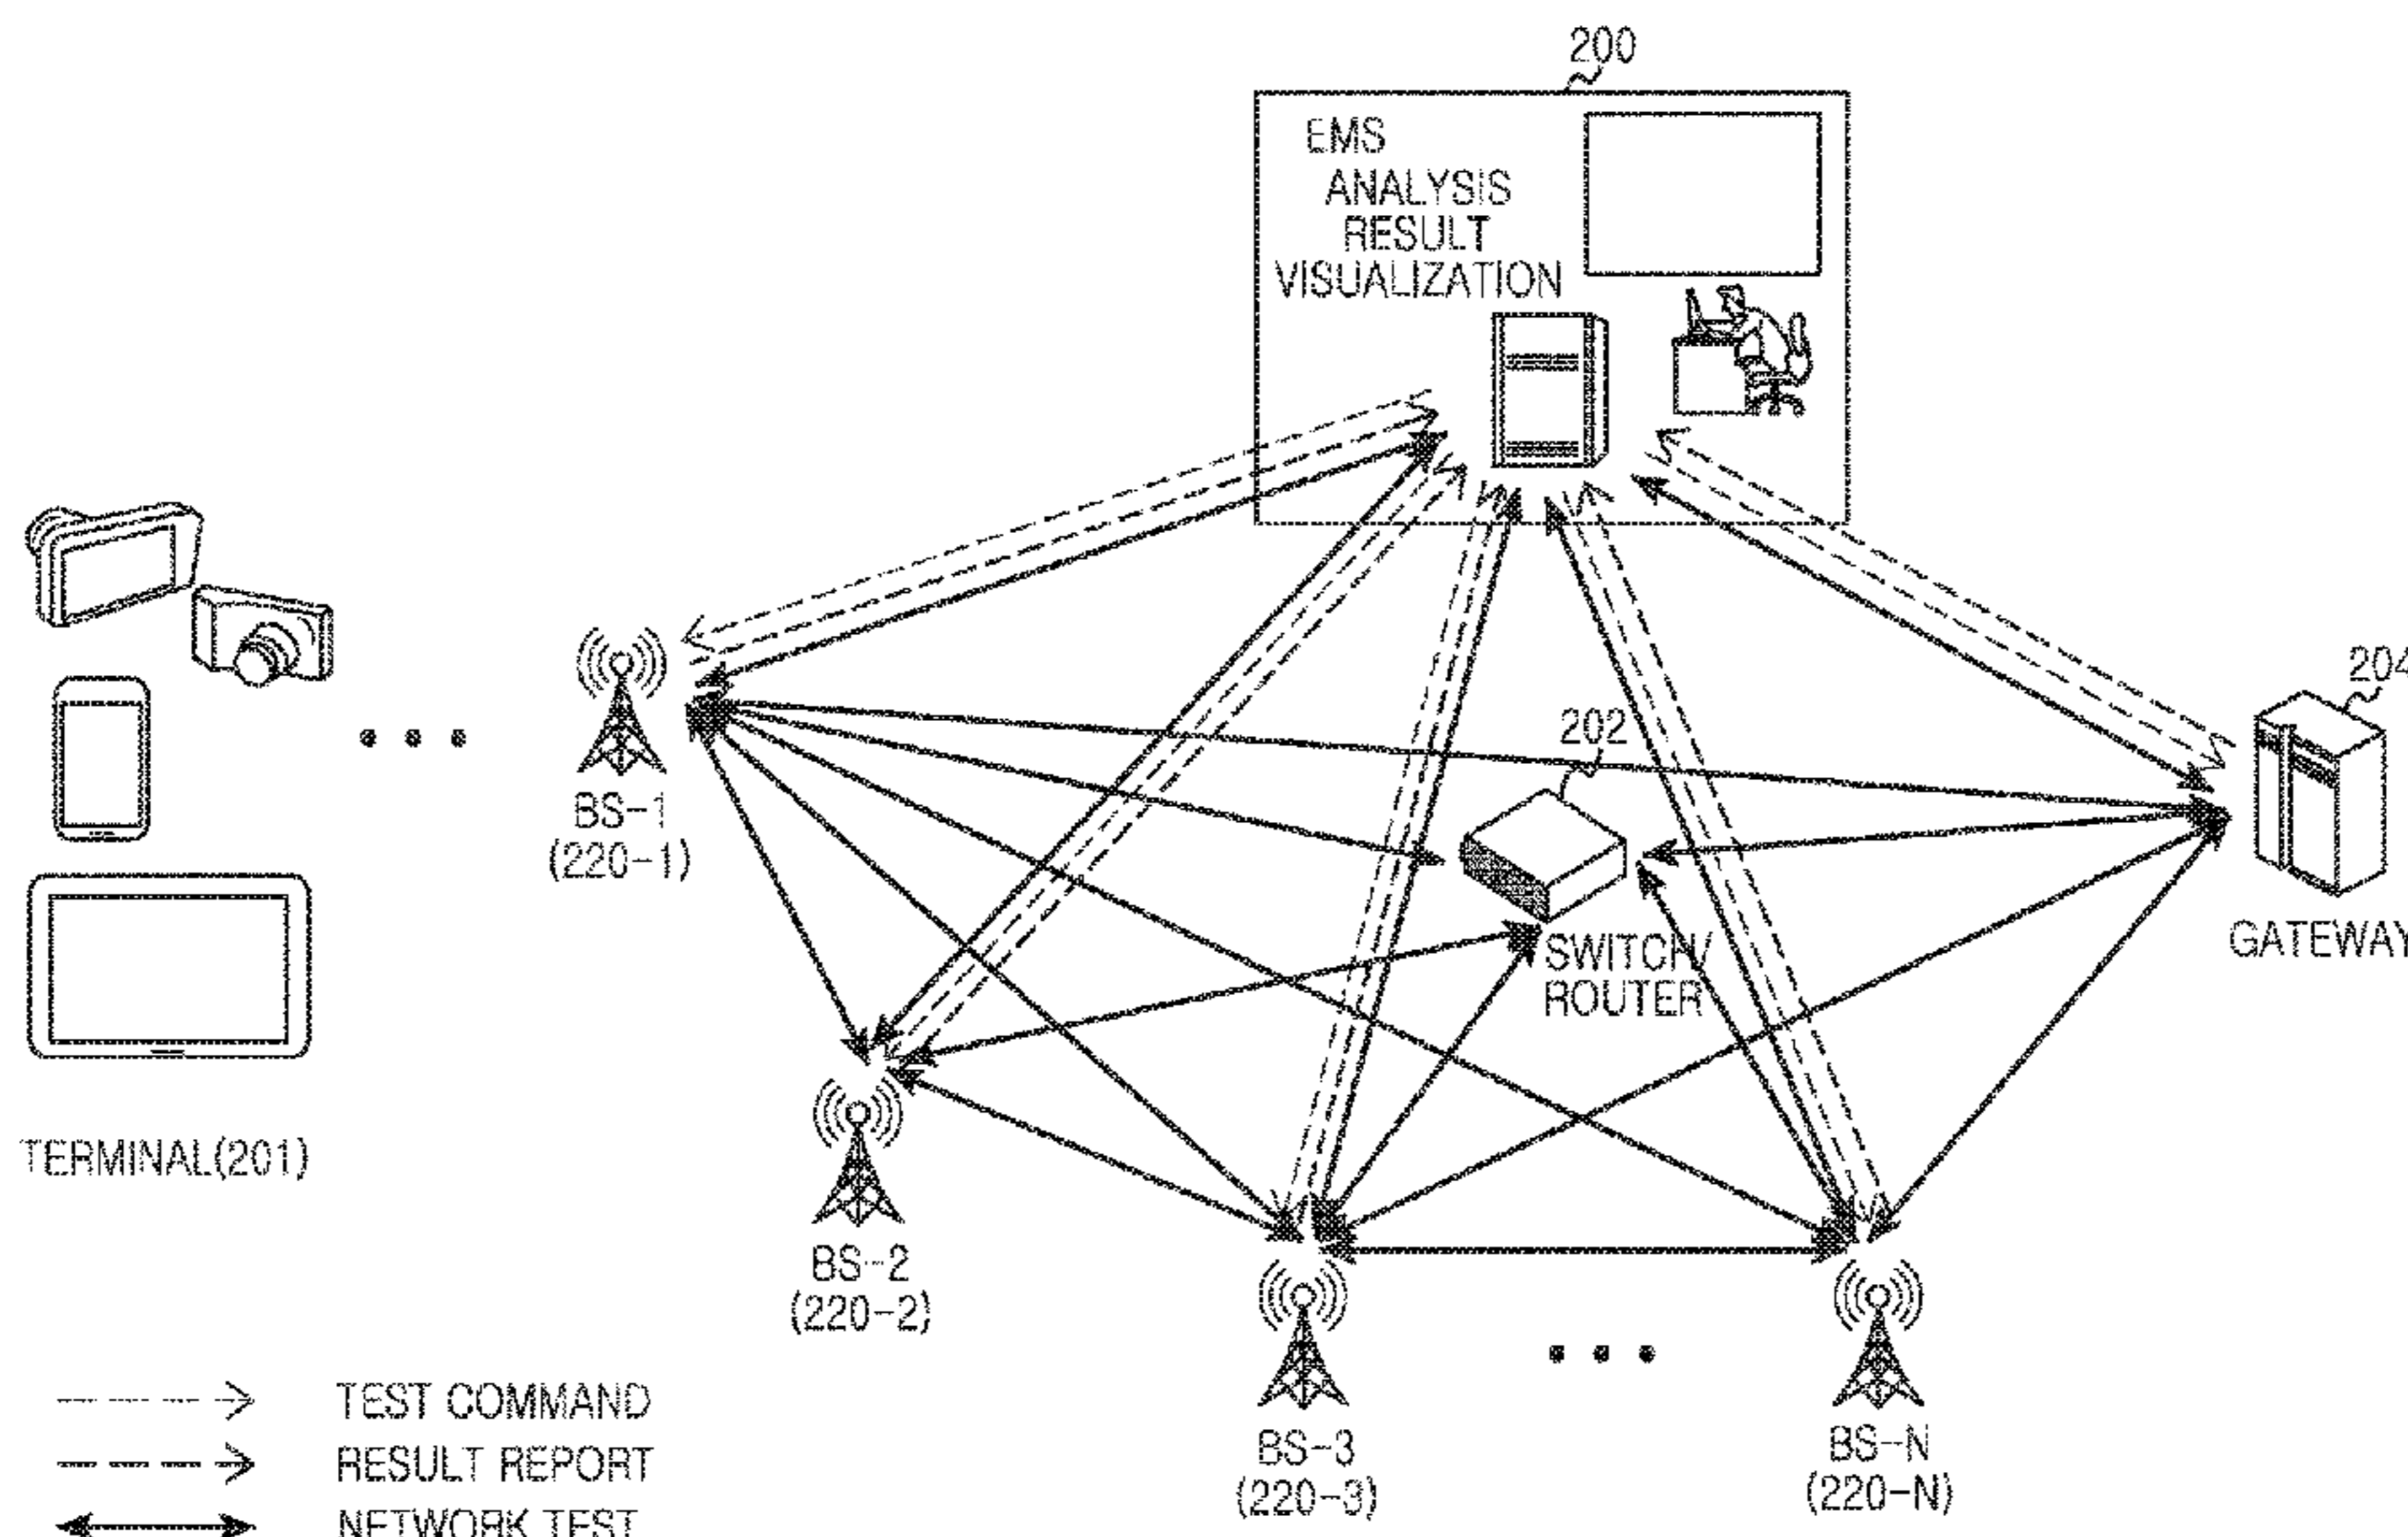 200
EMS
ANALYSIS
RESULT
VISUALIZATION
204
202
BS-1
(220-1)
SWITCH/
ROUTER
GATEWAY
TERMINAL(201)
BS-2
(220-2)
BS-3
(220-3)
BS-N
(220-N)
TEST COMMAND
RESULT REPORT
NETWORK TEST